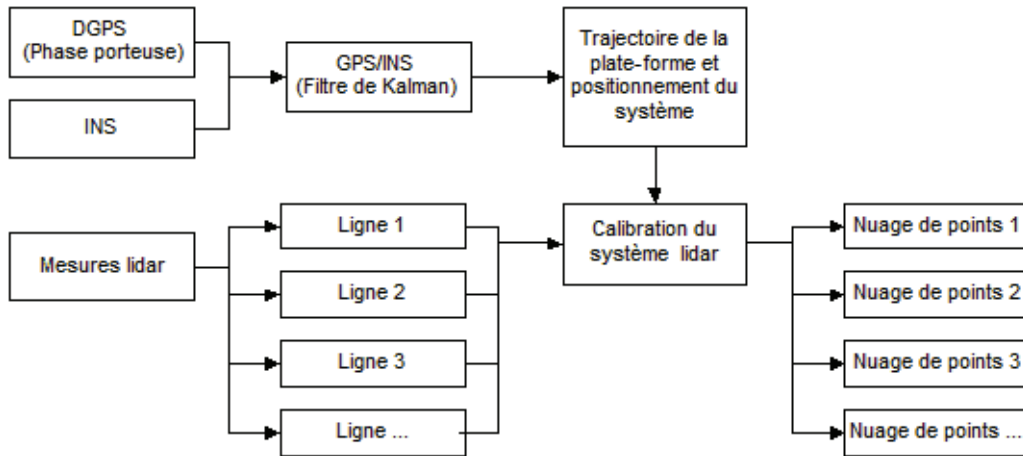 DGPS
(Phase porteuse)
INS
GPS/INS
(Filtre de Kalman)
Trajectoire de la
plate-forme et
positionnement du
système
Mesures lidar
Ligne 1
Ligne 2
Ligne 3
Ligne ...
Calibration du
système lidar
Nuage de points 1
Nuage de points 2
Nuage de points 3
Nuage de points ...